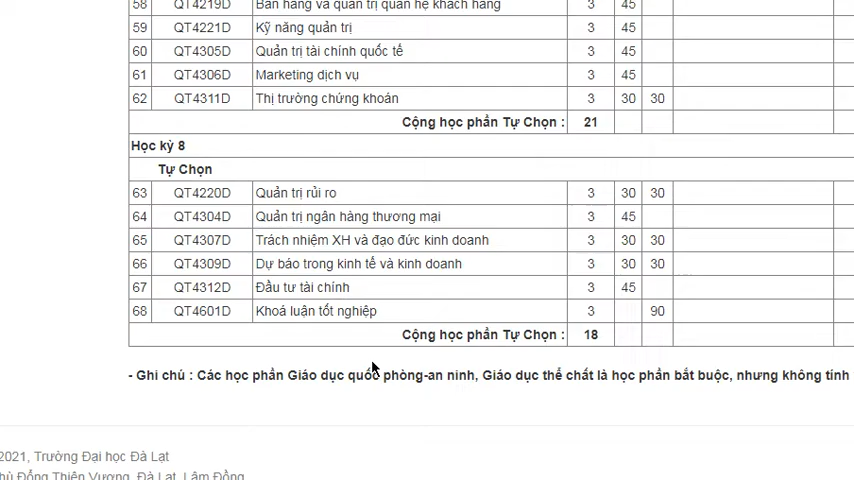 58 QT4219D Bán hàng và quản trị quan hệ khách hàng 3 45
59 QT4221D Kỹ năng quản trị 3 45
60 QT4305D Quản trị tài chính quốc tế 3 45
61 QT4306D Marketing dịch vụ 3 45
62 QT4311D Thị trường chứng khoán 3 30 30
Cộng học phần Tự Chọn : 21
Học kỳ 8
Tự Chọn
63 QT4220D Quản trị rủi ro 3 30 30
64 QT4304D Quản trị ngân hàng thương mại 3 45
65 QT4307D Trách nhiệm XH và đạo đức kinh doanh 3 30 30
66 QT4309D Dự báo trong kinh tế và kinh doanh 3 30 30
67 QT4312D Đầu tư tài chính 3 45
68 QT4601D Khoá luận tốt nghiệp 3 90
Cộng học phần Tự Chọn : 18
- Ghi chú : Các học phần Giáo dục quốc phòng-an ninh, Giáo dục thể chất là học phần bắt buộc, nhưng không tính
2021, Trường Đại học Đà Lạt
Phù Đổng Thiên Vương, Đà Lạt, Lâm Đồng